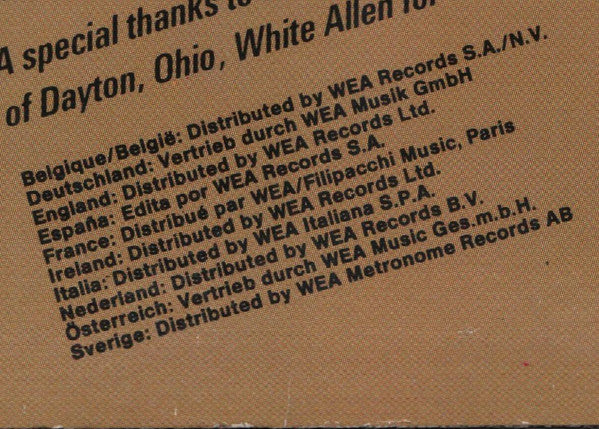 A special thanks to
of Dayton, Ohio, White Allen for
Belgique/België: Distributed by WEA Records S.A./N.V.
Deutschland: Vertrieb durch WEA Musik GmbH
England: Distributed by WEA Records Ltd.
España: Edita por WEA Records S.A.
France: Distribué par WEA/Filipacchi Music, Paris
Ireland: Distributed by WEA Records Ltd.
Italia: Distributed by WEA Italiana S.P.A.
Nederland: Distributed by WEA Records B.V.
Österreich: Vertrieb durch WEA Music Ges.m.b.H.
Sverige: Distributed by WEA Metronome Records AB